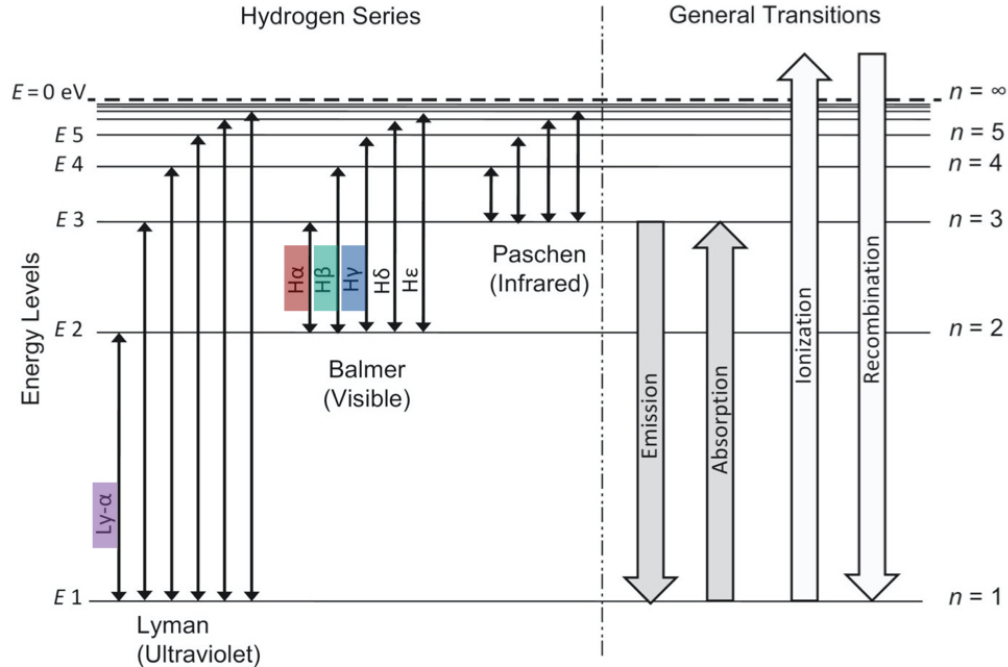 Hydrogen Series
General Transitions
E = 0 eV
n = ∞
E 5
n = 5
E 4
n = 4
E 3
n = 3
E 2
n = 2
E 1
n = 1
Energy Levels
Ly-α
Lyman
(Ultraviolet)
Hα
Hβ
Hγ
Hδ
Hε
Balmer
(Visible)
Paschen
(Infrared)
Emission
Absorption
Ionization
Recombination